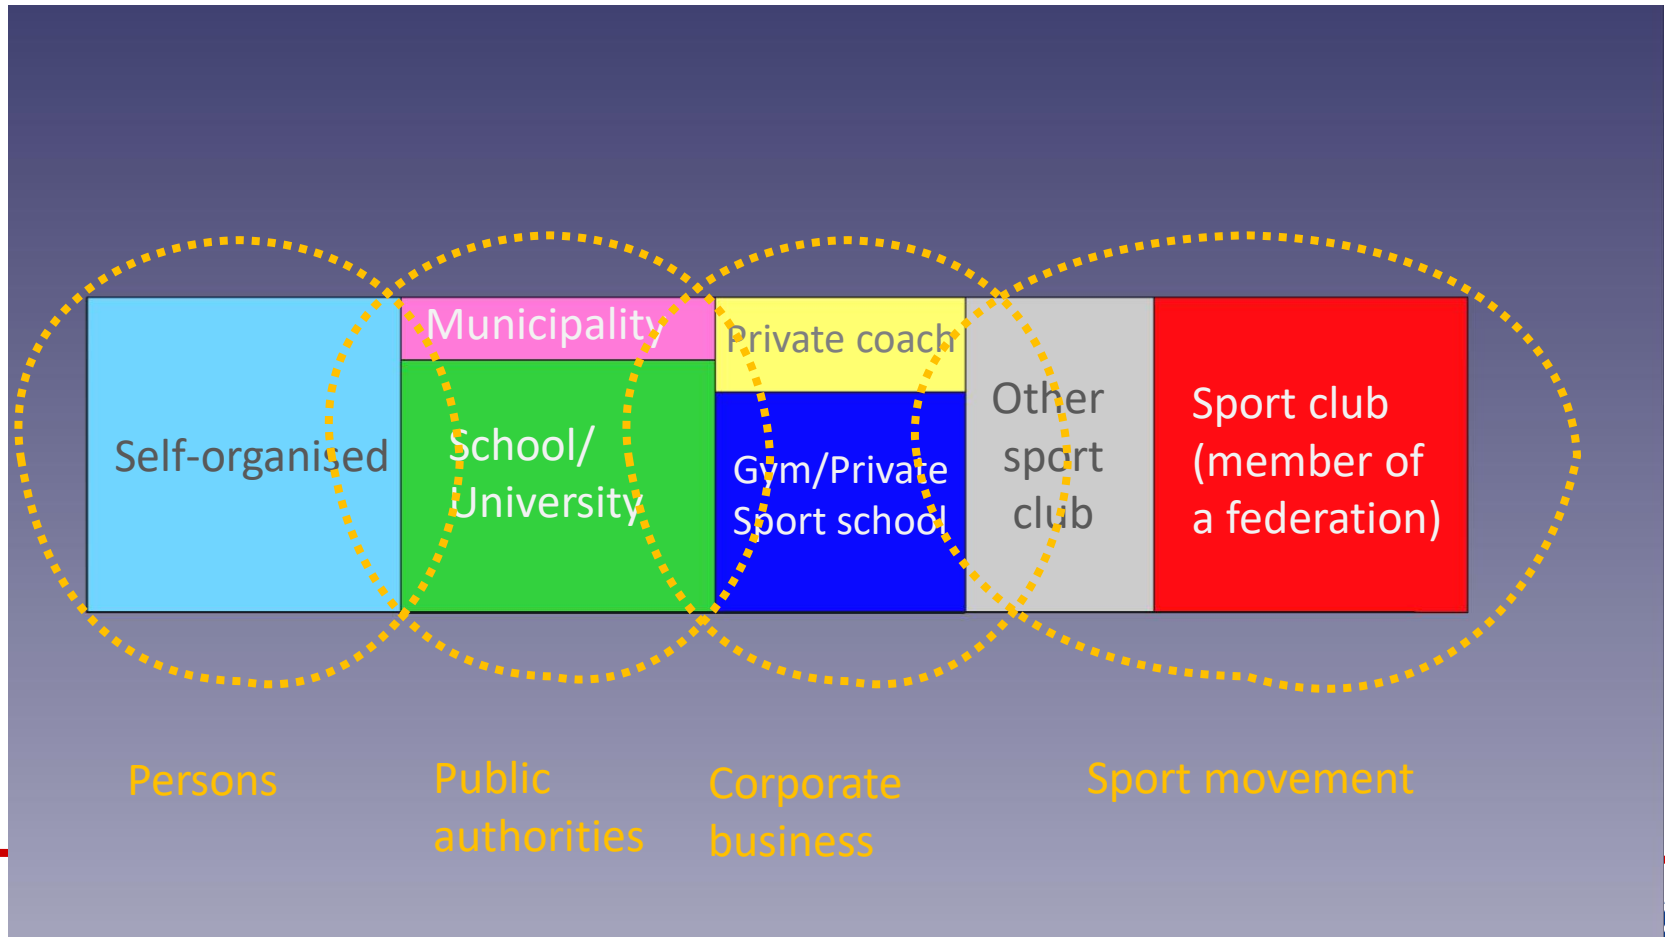 Self-organised
Municipality
School/
University
Private coach
Gym/Private
Sport school
Other
sport
club
Sport club
(member of
a federation)
Persons
Public
authorities
Corporate
business
Sport movement